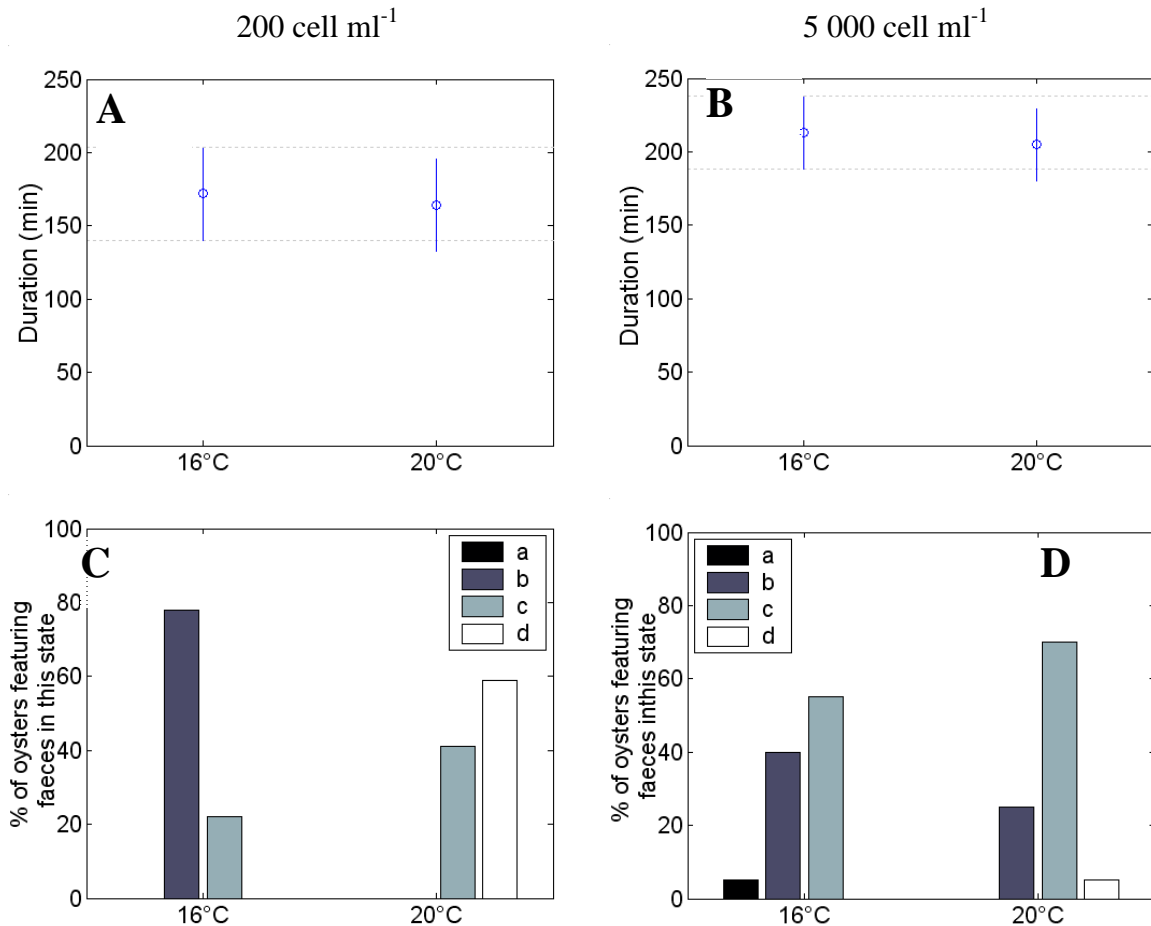 200 cell ml-1
5 000 cell ml-1
A
250
200
150
100
50
0
Duration (min)
16°C
20°C
B
250
200
150
100
50
0
Duration (min)
16°C
20°C
C
100
80
60
40
20
0
% of oysters featuring
faeces in this state
a
b
c
d
16°C
20°C
D
100
80
60
40
20
0
% of oysters featuring
faeces inthis state
a
b
c
d
16°C
20°C